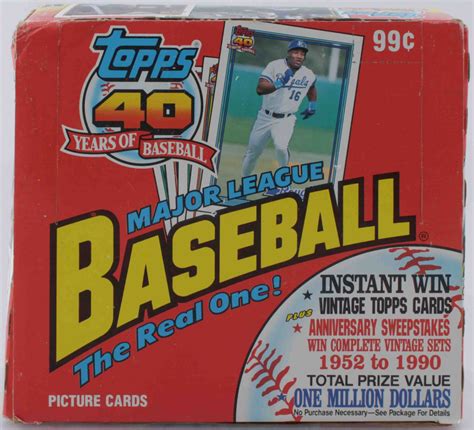 Topps
99¢
40
YEARS OF BASEBALL
40
Royals
16
MAJOR LEAGUE
BASEBALL
The Real One!
INSTANT WIN
VINTAGE TOPPS CARDS
PLUS
ANNIVERSARY SWEEPSTAKES
WIN COMPLETE VINTAGE SETS
1952 to 1990
TOTAL PRIZE VALUE
ONE MILLION DOLLARS
No Purchase Necessary—See Package For Details
PICTURE CARDS